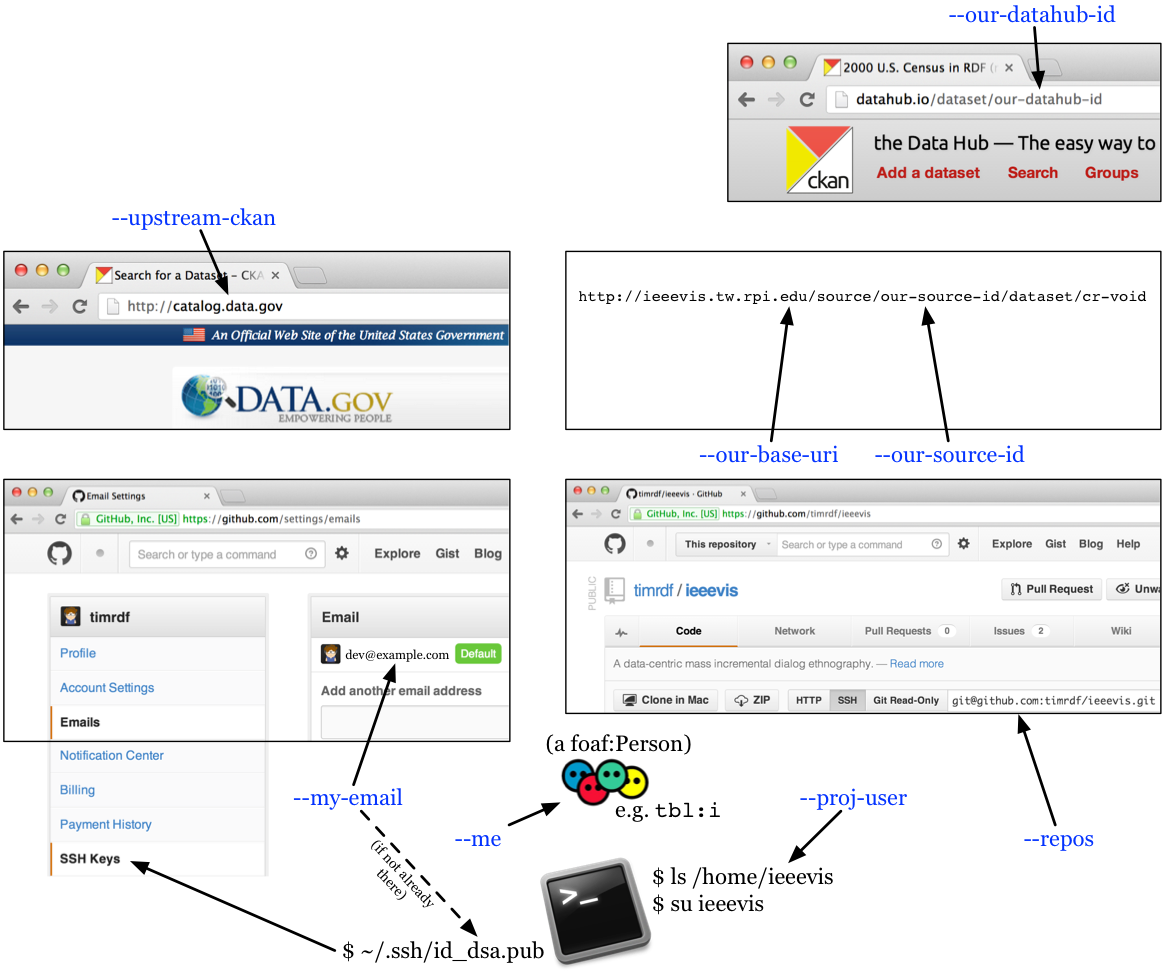 --our-datahub-id
2000 U.S. Census in RDF (
datahub.io/dataset/our-datahub-id
ckan
the Data Hub — The easy way to
Add a dataset Search Groups
--upstream-ckan
Search for a Dataset – CKA
http://catalog.data.gov
An Official Web Site of the United States Government
DATA.GOV
EMPOWERING PEOPLE
http://ieeevis.tw.rpi.edu/source/our-source-id/dataset/cr-void
--our-base-uri --our-source-id
Email Settings
GitHub, Inc. [US] https://github.com/settings/emails
Search or type a command
Explore Gist Blog
timrdf
Profile
Account Settings
Emails
Notification Center
Billing
Payment History
SSH Keys
Email
dev@example.com Default
Add another email address
timrdf/ieeevis · GitHub
GitHub, Inc. [US] https://github.com/timrdf/ieeevis
This repository Search or type a command Explore Gist Blog Help
PUBLIC
timrdf / ieeevis
Pull Request Unwa
Code Network Pull Requests 0 Issues 2 Wiki
A data-centric mass incremental dialog ethnography. — Read more
Clone in Mac ZIP HTTP SSH Git Read-Only git@github.com:timrdf/ieeevis.git
(a foaf:Person)
e.g. tbl:i
--my-email
--me
--proj-user
--repos
(if not already
there)
$ ls /home/ieeevis
$ su ieeevis
>_
$ ~/.ssh/id_dsa.pub